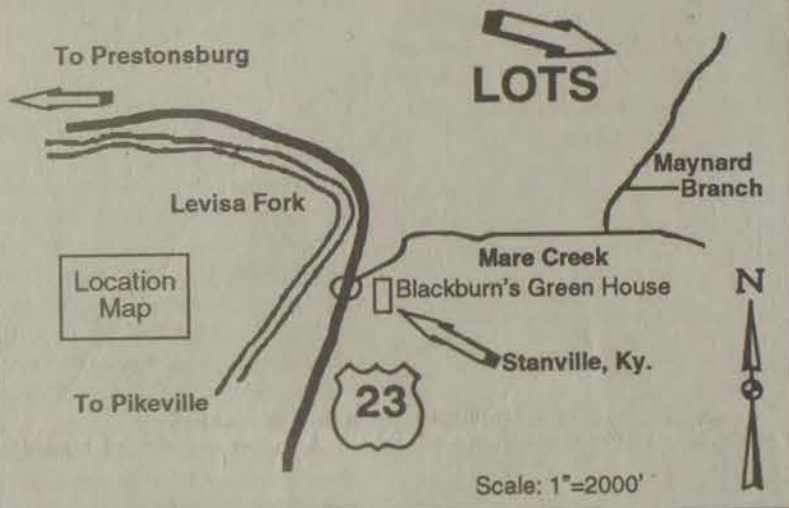 To Prestonsburg
LOTS
Maynard
Branch
Levisa Fork
Mare Creek
Location
Map
Blackburn's Green House
N
Stanville, Ky.
To Pikeville
23
Scale: 1"=2000'